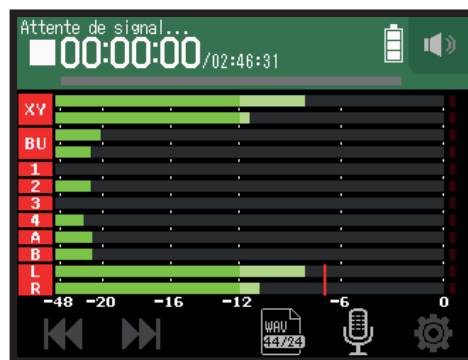 Attente de signal...
00:00:00/02:46:31
XY
BU
1
2
3
4
A
B
L
R
-48 -20 -16 -12 -6 0
WAV
44/24